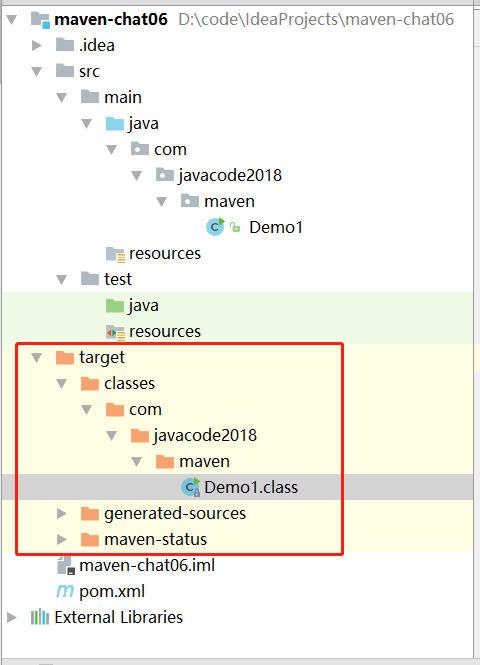 maven-chat06 D:\code\IdeaProjects\maven-chat06
.idea
src
main
java
com
javacode2018
maven
Demo1
resources
test
java
resources
target
classes
com
javacode2018
maven
Demo1.class
generated-sources
maven-status
maven-chat06.iml
m pom.xml
External Libraries